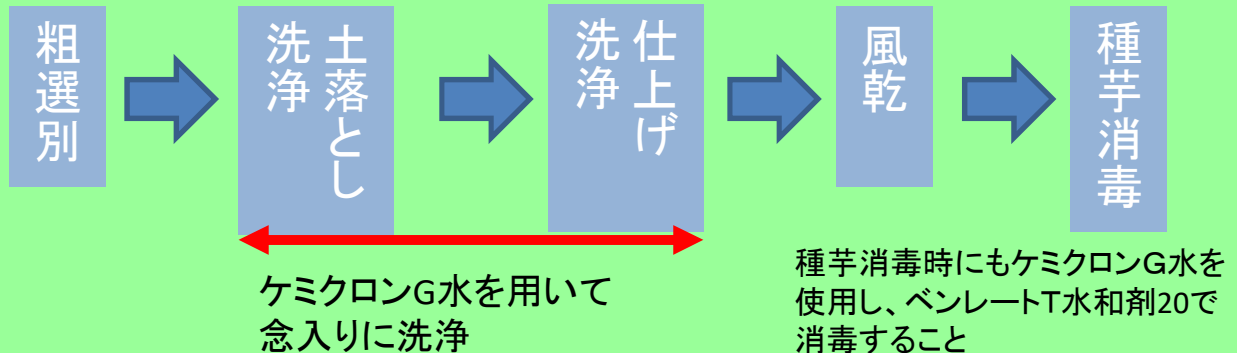 粗選別
土落とし
洗浄
仕上げ
洗浄
風乾
種芋消毒
ケミクロンG水を用いて
念入りに洗浄
種芋消毒時にもケミクロンG水を
使用し、ベンレートT水和剤20で
消毒すること